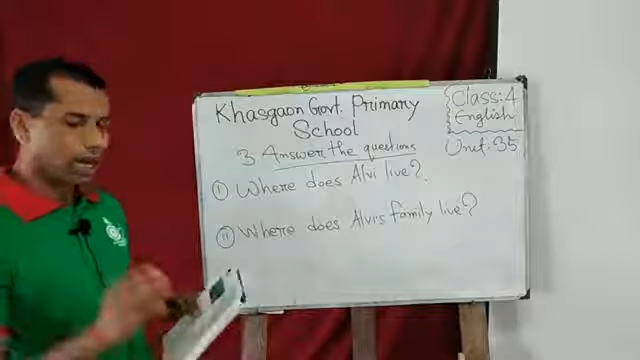 Khasgaon Govt. Primary
School
Class: 4
English
Unit: 35
3 Answer the questions
(i) Where does Alvi live?
(ii) Where does Alvi's family live?